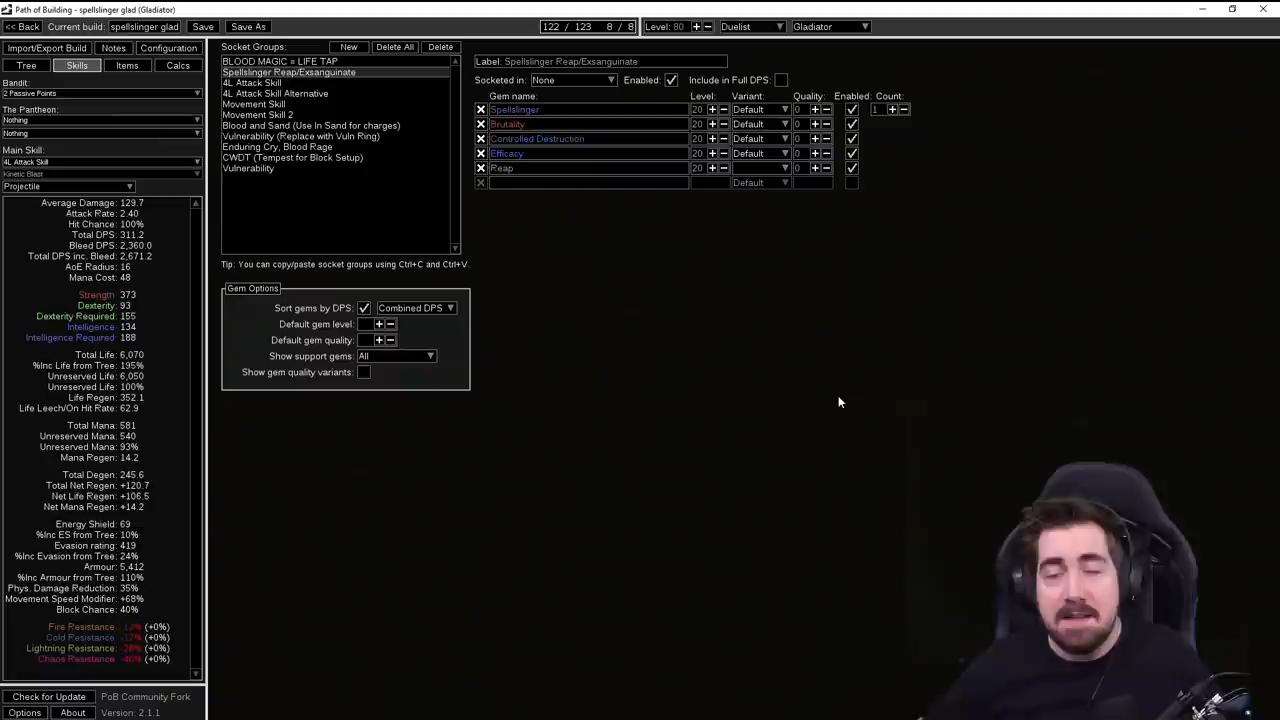 Path of Building - spellslinger glad (Gladiator)
<< Back Current build: spellslinger glad Save Save As 122 / 123 8 / 8 Level: 80 + − Duelist Gladiator
Import/Export Build Notes Configuration
Tree Skills Items Calcs
Bandit:
2 Passive Points
The Pantheon:
Nothing
Nothing
Main Skill:
4L Attack Skill
Kinetic Blast
Projectile
Average Damage: 129.7
Attack Rate: 2.40
Hit Chance: 100%
Total DPS: 311.2
Bleed DPS: 2,360.0
Total DPS inc. Bleed: 2,671.2
AoE Radius: 16
Mana Cost: 48
Strength: 373
Dexterity: 93
Dexterity Required: 155
Intelligence: 134
Intelligence Required: 188
Total Life: 6,070
%Inc Life from Tree: 195%
Unreserved Life: 6,050
Unreserved Life: 100%
Life Regen: 352.1
Life Leech/On Hit Rate: 62.9
Total Mana: 581
Unreserved Mana: 540
Unreserved Mana: 93%
Mana Regen: 14.2
Total Degen: 245.6
Total Net Regen: +120.7
Net Life Regen: +106.5
Net Mana Regen: +14.2
Energy Shield: 69
%Inc ES from Tree: 10%
Evasion rating: 419
%Inc Evasion from Tree: 24%
Armour: 5,412
%Inc Armour from Tree: 110%
Phys. Damage Reduction: 35%
Movement Speed Modifier: +68%
Block Chance: 40%
Fire Resistance: (+0%)
Cold Resistance: -12% (+0%)
Lightning Resistance: (+0%)
Chaos Resistance: (+0%)
Check for Update PoB Community Fork
Options About Version: 2.1.1
Socket Groups: New Delete All Delete
BLOOD MAGIC = LIFE TAP
Spellslinger Reap/Exsanguinate
4L Attack Skill
4L Attack Skill Alternative
Movement Skill
Movement Skill 2
Blood and Sand (Use In Sand for charges)
Vulnerability (Replace with Vuln Ring)
Enduring Cry, Blood Rage
CWDT (Tempest for Block Setup)
Vulnerability
Tip: You can copy/paste socket groups using Ctrl+C and Ctrl+V.
Gem Options
Sort gems by DPS: Combined DPS
Default gem level: + −
Default gem quality: + −
Show support gems: All
Show gem quality variants:
Label: Spellslinger Reap/Exsanguinate
Socketed in: None Enabled: Include in Full DPS:
Gem name: Level: Variant: Quality: Enabled: Count:
Spellslinger 20 + − Default 0 + − 1 + −
Brutality 20 + − Default 0 + −
Controlled Destruction 20 + − Default 0 + −
Efficacy 20 + − Default 0 + −
Reap 20 + − 0 + −
Default